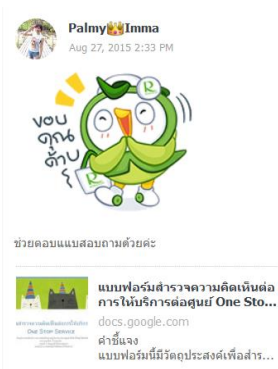 Palmy👑Imma
Aug 27, 2015 2:33 PM
R
ขอบ
คุณ
ค้าบ
R
ช่วยตอบแบบสอบถามด้วยค่ะ
แบบฟอร์มสำรวจความคิดเห็นต่อ
การให้บริการต่อศูนย์ One Sto...
docs.google.com
คำชี้แจง
แบบฟอร์มนี้มีวัตถุประสงค์เพื่อสำร...
One Stop Service